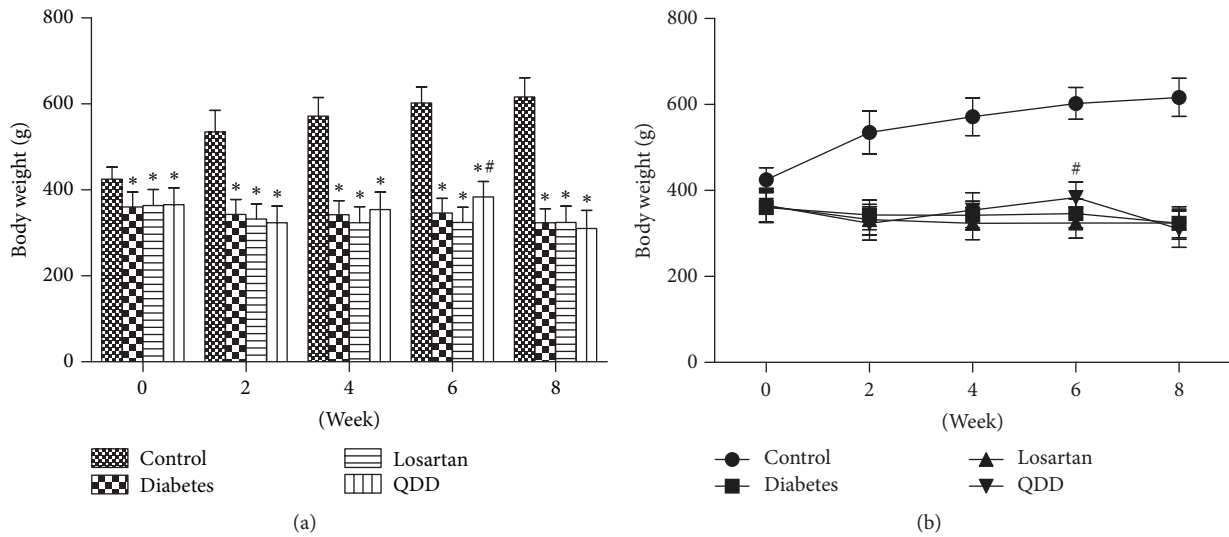 800
600
400
200
0
Body weight (g)
* * * *# *
* * * * * * * * * *
0 2 4 6 8
(Week)
Control
Diabetes
Losartan
QDD
(a)
800
600
400
200
0
Body weight (g)
#
0 2 4 6 8
(Week)
Control
Diabetes
Losartan
QDD
(b)